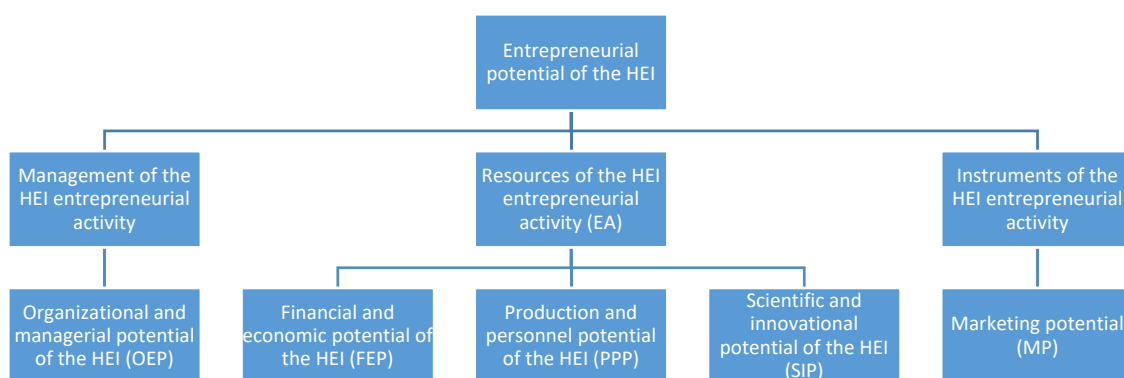 Entrepreneurial
potential of the HEI
Management of the
HEI entrepreneurial
activity
Resources of the HEI
entrepreneurial
activity (EA)
Instruments of the
HEI entrepreneurial
activity
Organizational and
managerial potential
of the HEI (OEP)
Financial and
economic potential of
the HEI (FEP)
Production and
personnel potential
of the HEI (PPP)
Scientific and
innovational
potential of the HEI
(SIP)
Marketing potential
(MP)